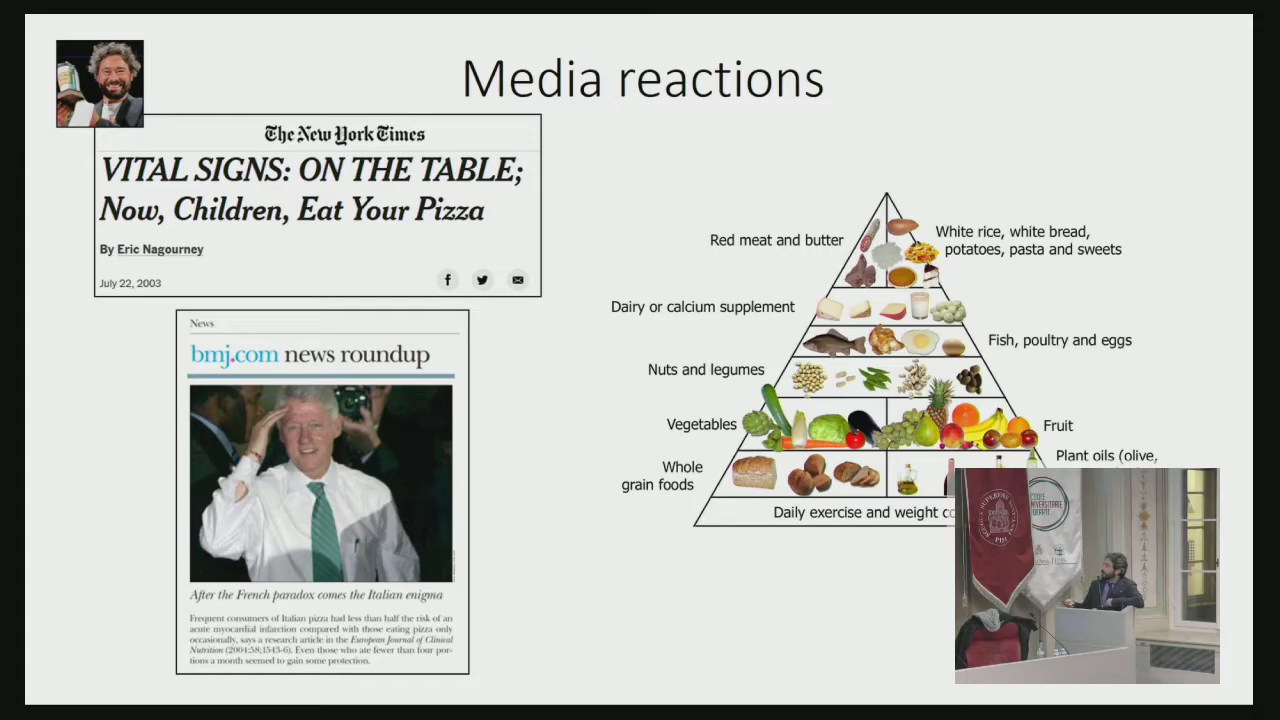 Media reactions
The New York Times
VITAL SIGNS: ON THE TABLE;
Now, Children, Eat Your Pizza
By Eric Nagourney
July 22, 2003
News
bmj.com news roundup
After the French paradox comes the Italian enigma
Frequent consumers of Italian pizza had less than half the risk of an
acute myocardial infarction compared with those eating pizza only
occasionally, says a research article in the European Journal of Clinical
Nutrition (2004;58;1543-6). Even those who ate fewer than four por-
tions a month seemed to gain some protection.
Red meat and butter
White rice, white bread,
potatoes, pasta and sweets
Dairy or calcium supplement
Fish, poultry and eggs
Nuts and legumes
Vegetables
Fruit
Whole
grain foods
Plant oils (olive,
Daily exercise and weight
PISI